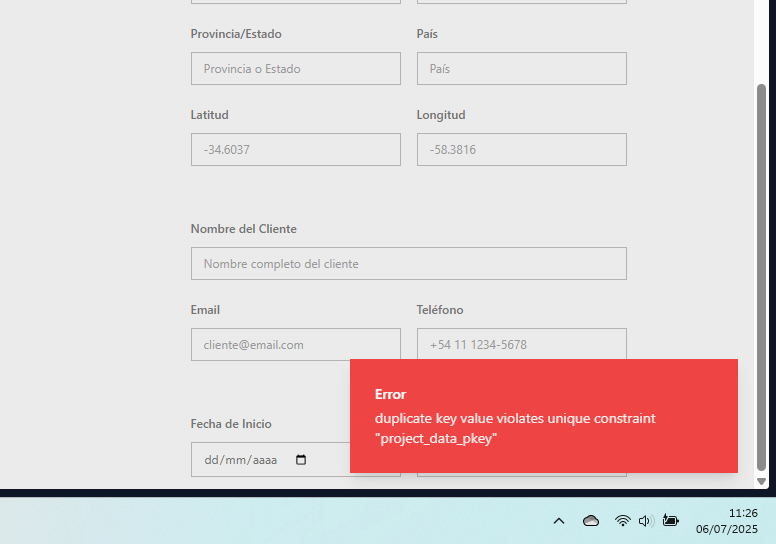 Provincia/Estado
País
Provincia o Estado
País
Latitud
Longitud
-34.6037
-58.3816
Nombre del Cliente
Nombre completo del cliente
Email
Teléfono
cliente@email.com
+54 11 1234-5678
Error
duplicate key value violates unique constraint
"project_data_pkey"
Fecha de Inicio
dd/mm/aaaa
11:26
06/07/2025